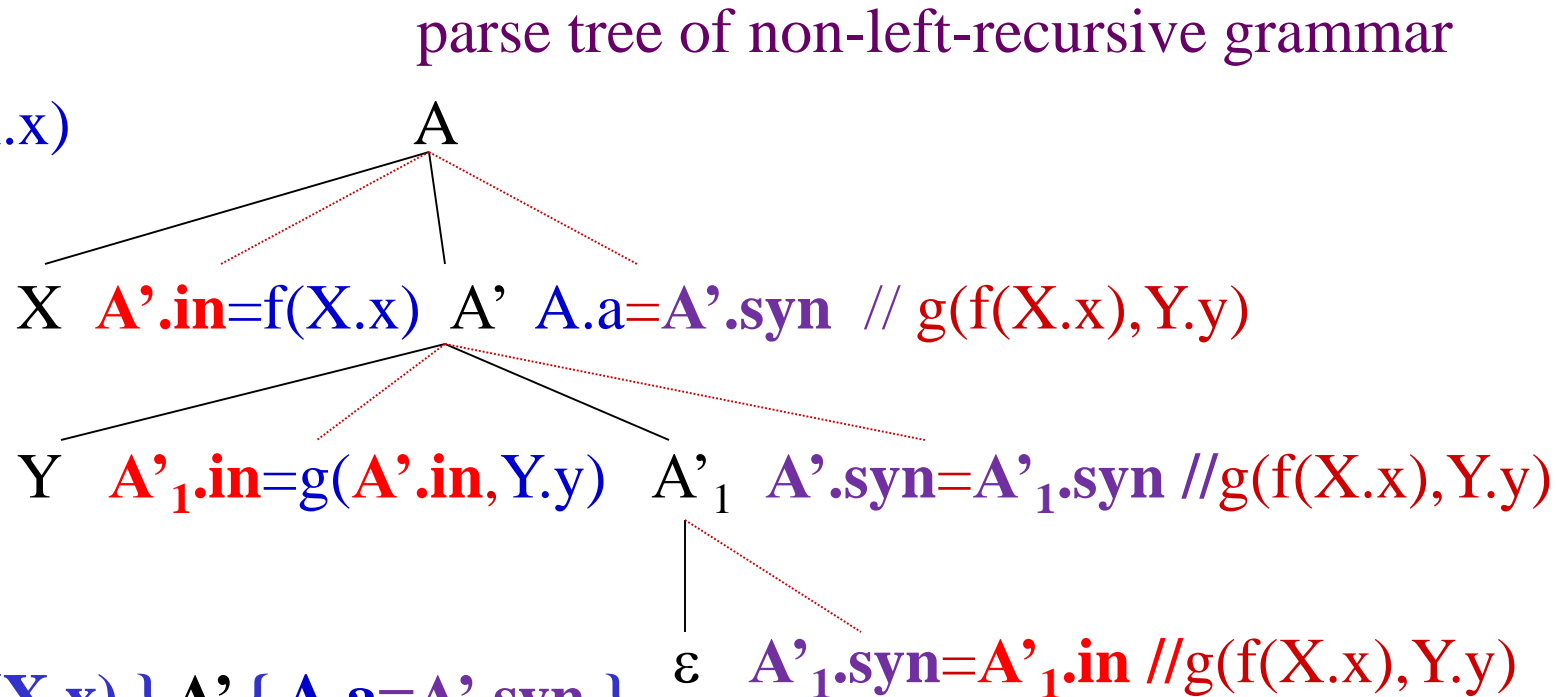 parse tree of non-left-recursive grammar
.x) A
X A’.in=f(X.x) A’ A.a=A’.syn // g(f(X.x),Y.y)
Y A’₁.in=g(A’.in,Y.y) A’₁ A’.syn=A’₁.syn //g(f(X.x),Y.y)
ε A’₁.syn=A’₁.in //g(f(X.x),Y.y)
(X.x) } A’ { A.a=A’.syn }